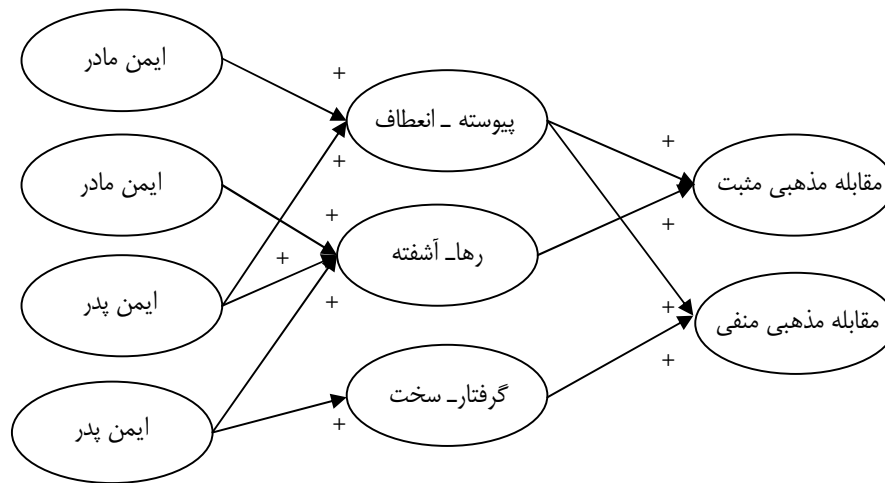 ایمن مادر
+
پیوسته ـ انعطاف
+
+
مقابله مذهبی مثبت
ایمن مادر
+
+
رهاـ آشفته
+
ایمن پدر
+
+
مقابله مذهبی منفی
+
گرفتارـ سخت
ایمن پدر
+